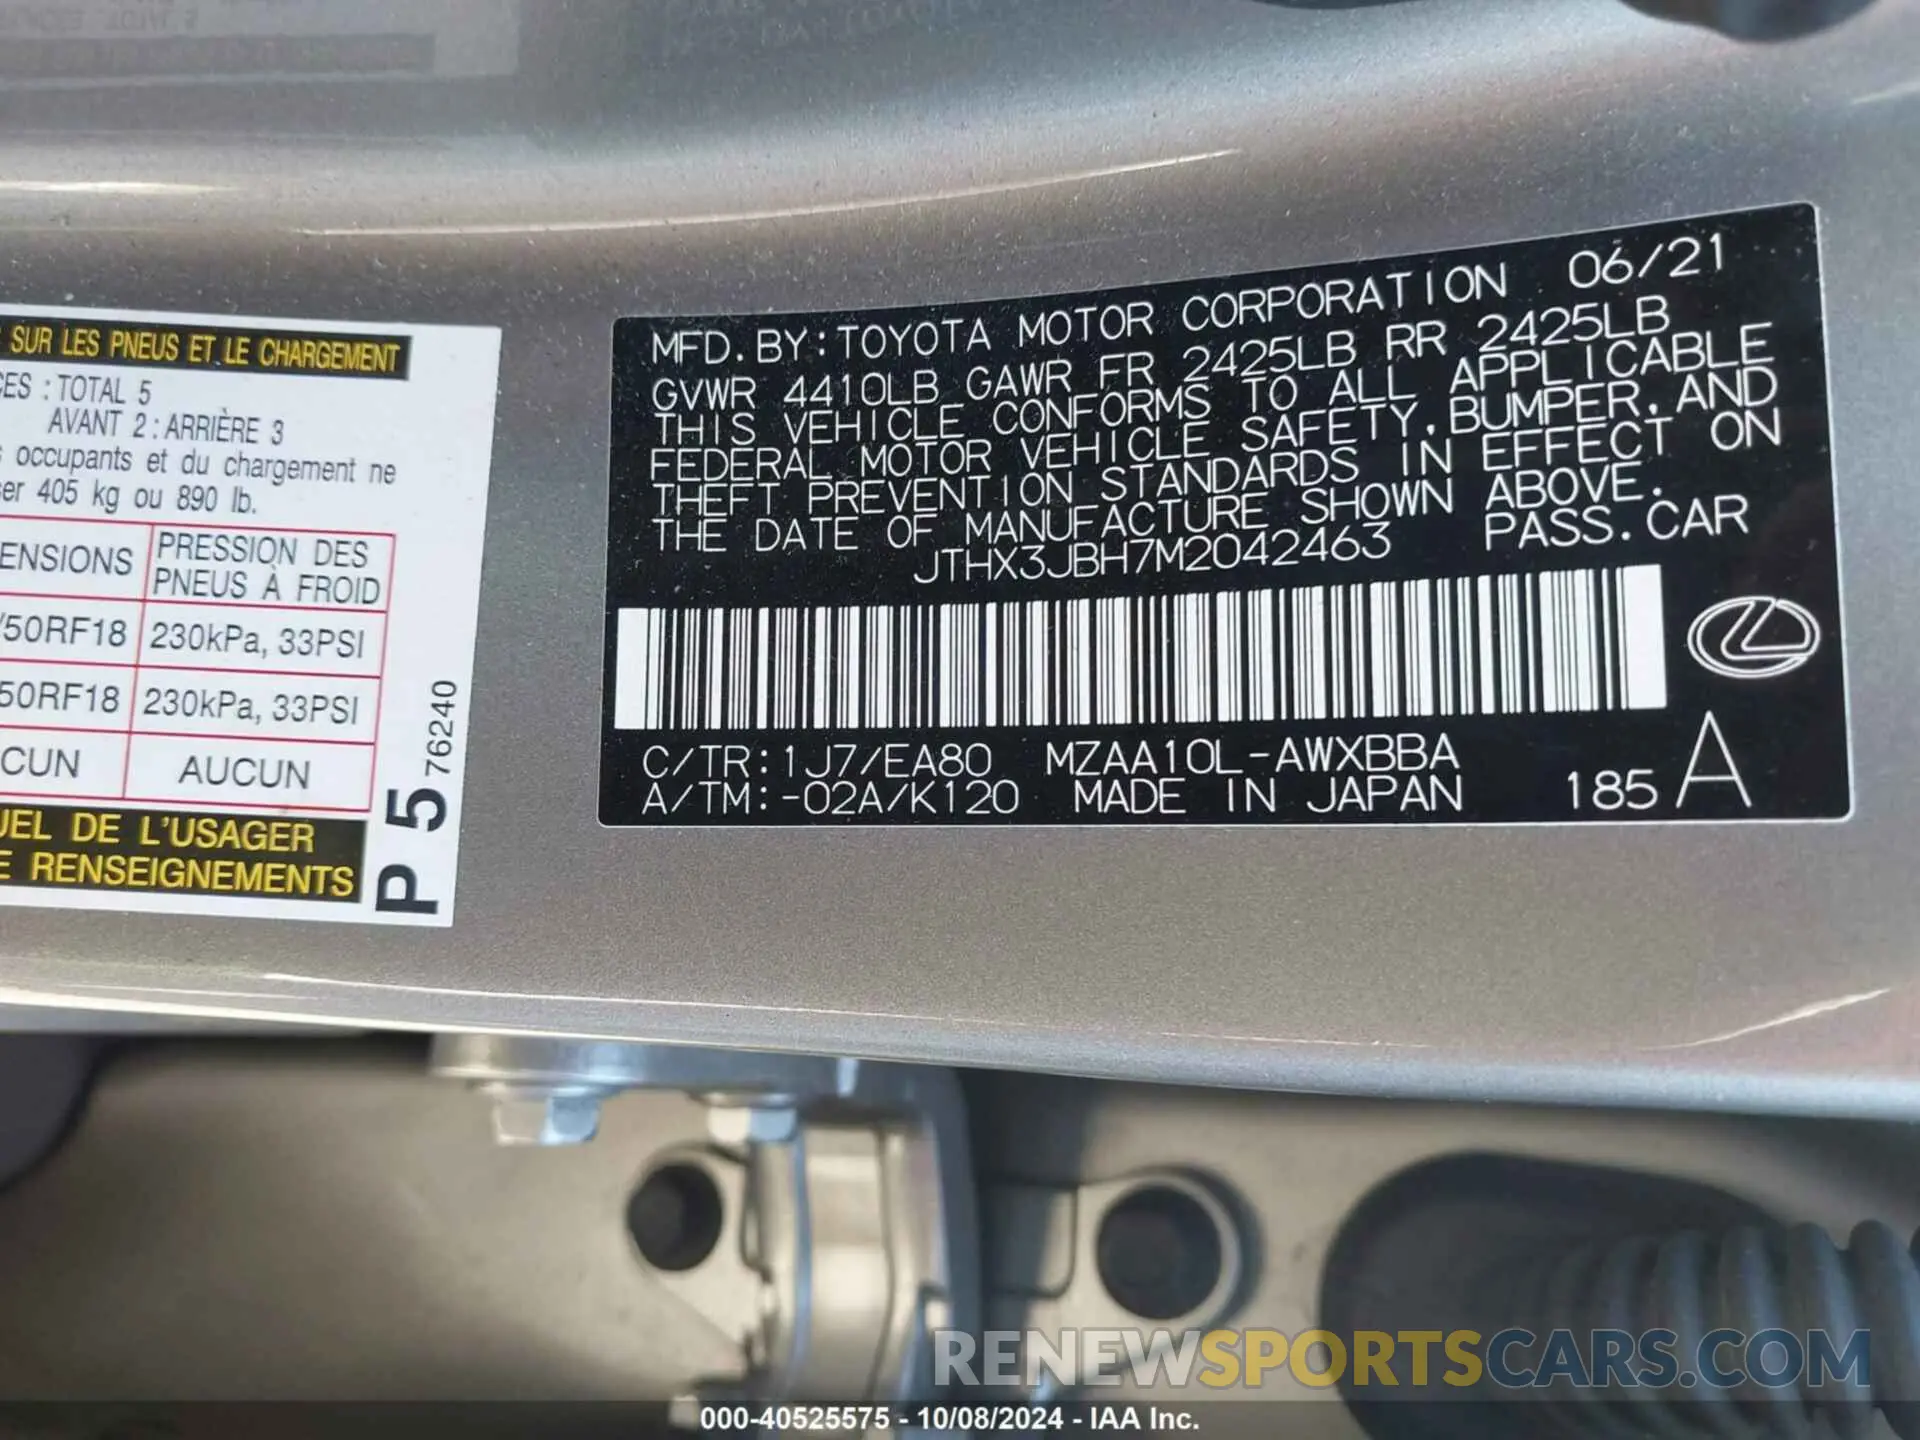 SUR LES PNEUS ET LE CHARGEMENT
CES : TOTAL 5
AVANT 2 : ARRIÈRE 3
occupants et du chargement ne
er 405 kg ou 890 lb.
ENSIONS PRESSION DES PNEUS À FROID
/50RF18 230kPa, 33PSI
50RF18 230kPa, 33PSI
CUN AUCUN
UEL DE L'USAGER
E RENSEIGNEMENTS
P 5 76240
MFD. BY: TOYOTA MOTOR CORPORATION 06/21
GVWR 4410LB GAWR FR 2425LB RR 2425LB
THIS VEHICLE CONFORMS TO ALL APPLICABLE
FEDERAL MOTOR VEHICLE SAFETY, BUMPER, AND
THEFT PREVENTION STANDARDS IN EFFECT ON
THE DATE OF MANUFACTURE SHOWN ABOVE.
JTHX3JBH7M2042463 PASS. CAR
C/TR: 1J7/EA80 MZAA10L-AWXBBA
A/TM: -02A/K120 MADE IN JAPAN 185 A
RENEWSPORTSCARS.COM
000-40525575 - 10/08/2024 - IAA Inc.